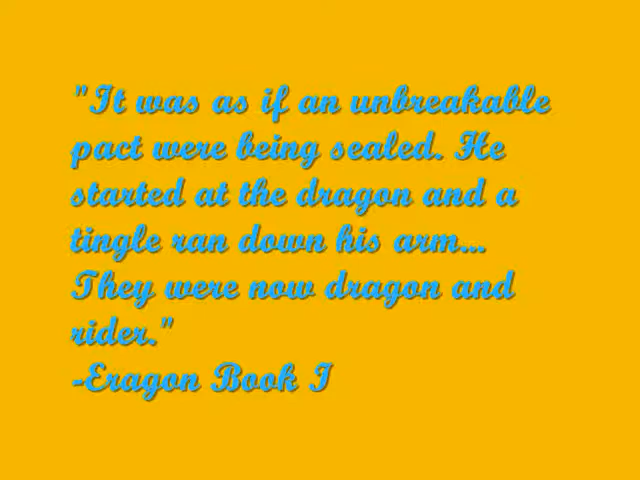 "It was as if an unbreakable
pact were being sealed. He
started at the dragon and a
tingle ran down his arm...
They were now dragon and
rider."
-Eragon Book I